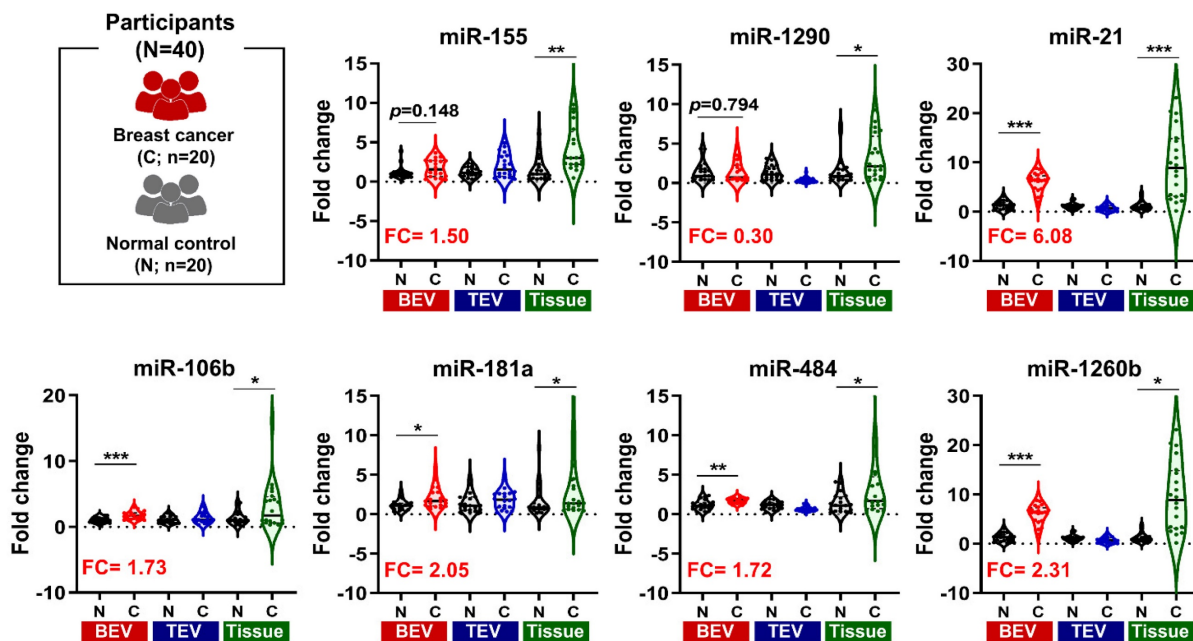 Participants
(N=40)
Breast cancer
(C; n=20)
Normal control
(N; n=20)
miR-155
Fold change
15
10
5
0
-5
-10
p=0.148
**
FC= 1.50
N C N C N C
BEV TEV Tissue
miR-1290
Fold change
15
10
5
0
-5
-10
p=0.794
*
FC= 0.30
N C N C N C
BEV TEV Tissue
miR-21
Fold change
30
20
10
0
-10
***
***
FC= 6.08
N C N C N C
BEV TEV Tissue
miR-106b
Fold change
20
10
0
-10
***
*
FC= 1.73
N C N C N C
BEV TEV Tissue
miR-181a
Fold change
15
10
5
0
-5
-10
*
*
FC= 2.05
N C N C N C
BEV TEV Tissue
miR-484
Fold change
15
10
5
0
-5
-10
**
*
FC= 1.72
N C N C N C
BEV TEV Tissue
miR-1260b
Fold change
30
20
10
0
-10
***
*
FC= 2.31
N C N C N C
BEV TEV Tissue